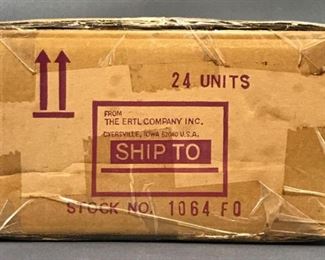 24 UNITS
FROM
THE ERTL COMPANY INC.
DYERSVILLE, IOWA 52040 U.S.A.
SHIP TO
STOCK NO. 1064 FO